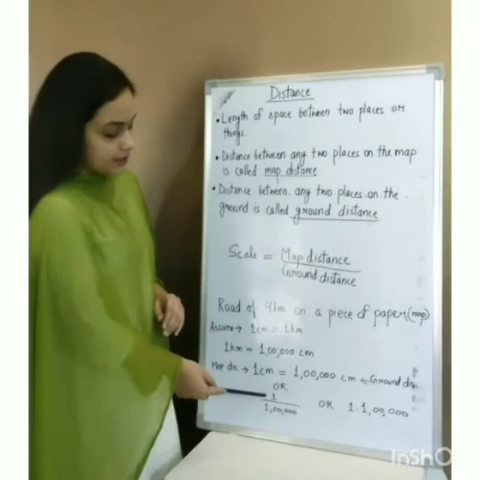 Distance
• Length of space between two places or
things.
• Distance between any two places on the map
is called map distance
• Distance between any two places on the
ground is called ground distance
Scale = Map distance
Ground distance
Road of 4km on a piece of paper (map)
Assume → 1cm = 1km
1km = 1,00,000 cm
Map dis → 1cm = 1,00,000 cm ← Ground dis
OR
1
1,00,000 OR 1:1,00,000
InSho